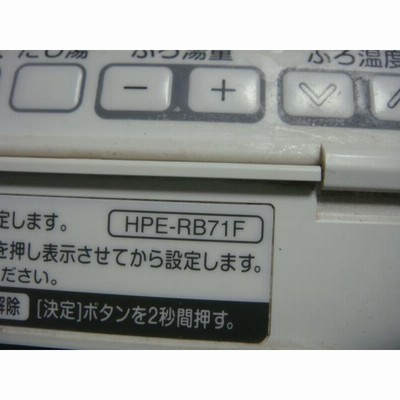 たし湯 ふろ湯量 ふろ温度
定します。 HPE-RB71F
を押し表示させてから設定します。
ください。
解除 [決定]ボタンを2秒間押す。